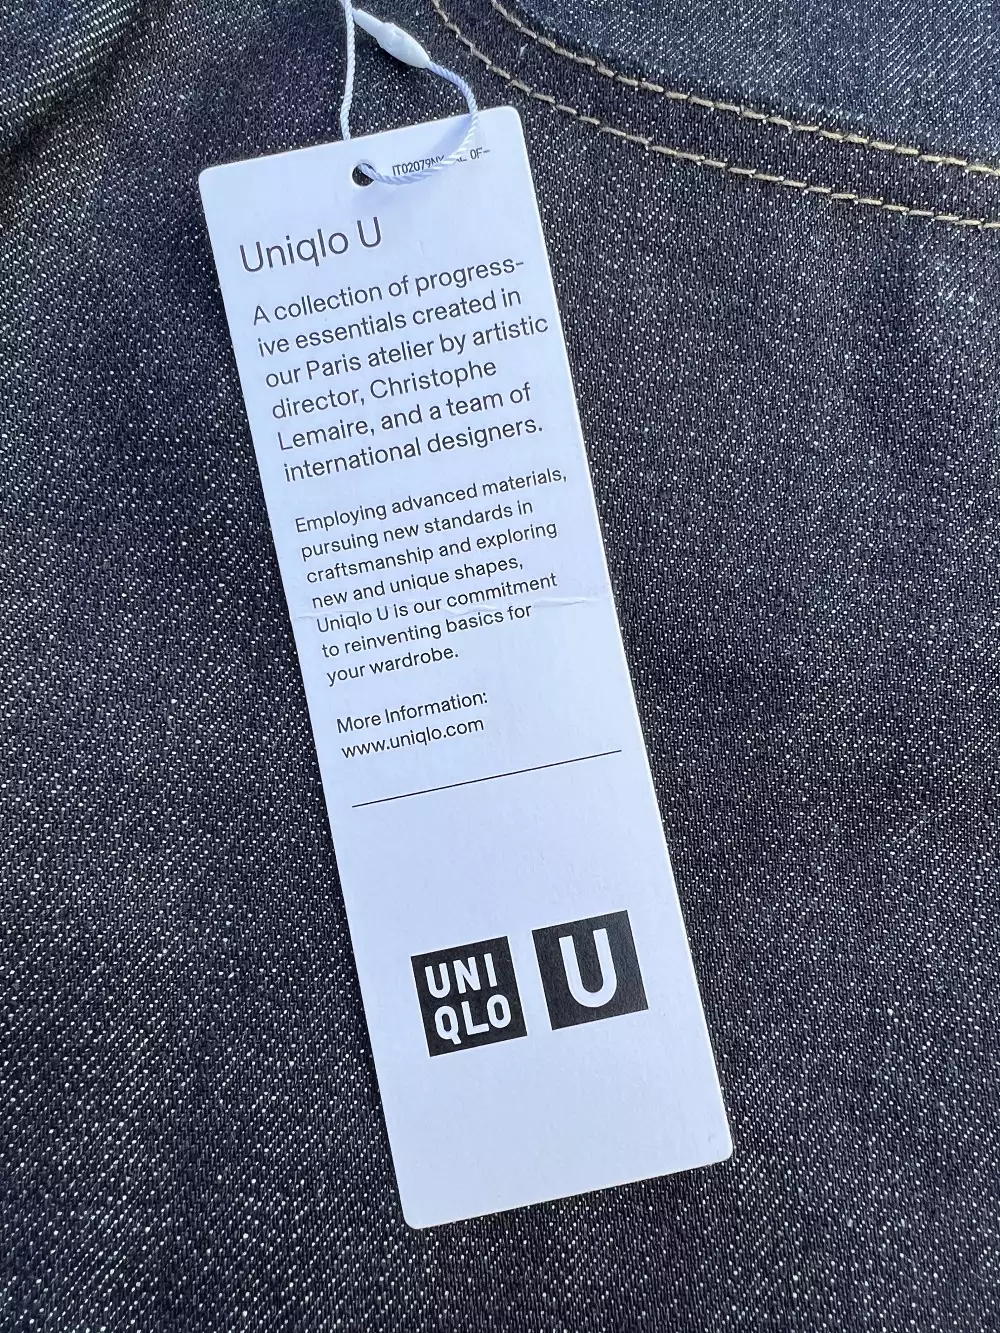 OF-
Uniqlo U
A collection of progress-
ive essentials created in
our Paris atelier by artistic
director, Christophe
Lemaire, and a team of
international designers.
Employing advanced materials,
pursuing new standards in
craftsmanship and exploring
new and unique shapes,
Uniqlo U is our commitment
to reinventing basics for
your wardrobe.
More Information:
www.uniqlo.com
UNI
QLO
U